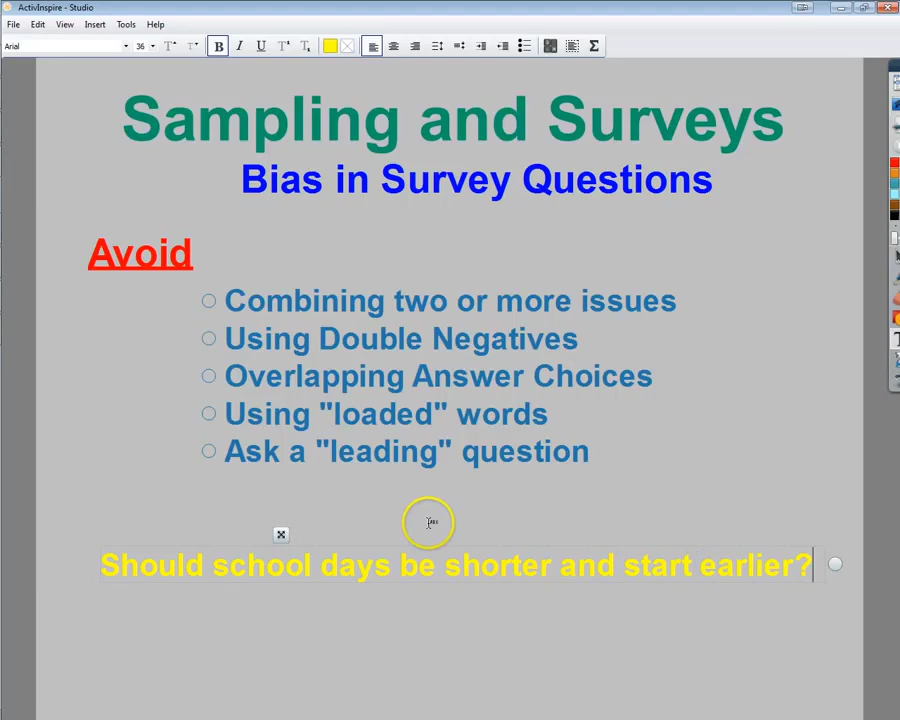 ActivInspire - Studio
File Edit View Insert Tools Help
Arial 36 B I U
Sampling and Surveys
Bias in Survey Questions
Avoid
Combining two or more issues
Using Double Negatives
Overlapping Answer Choices
Using "loaded" words
Ask a "leading" question
Should school days be shorter and start earlier?